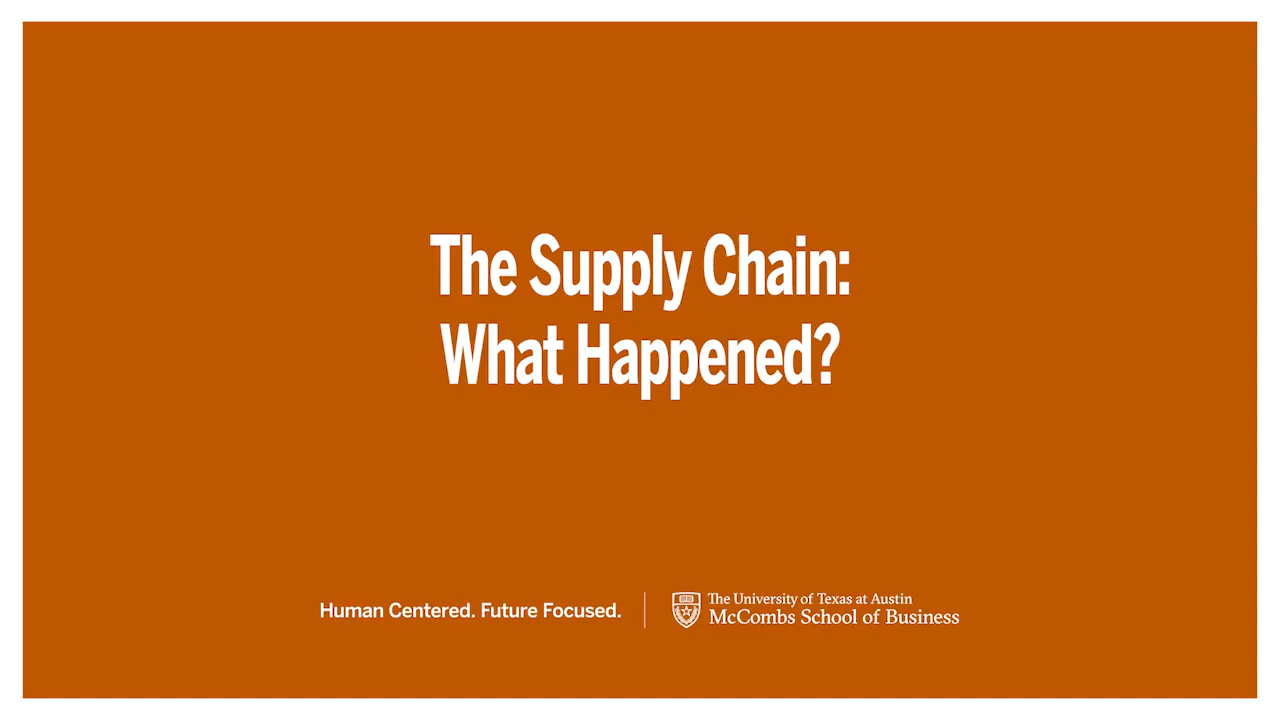 The Supply Chain:
What Happened?
Human Centered. Future Focused.
The University of Texas at Austin
McCombs School of Business